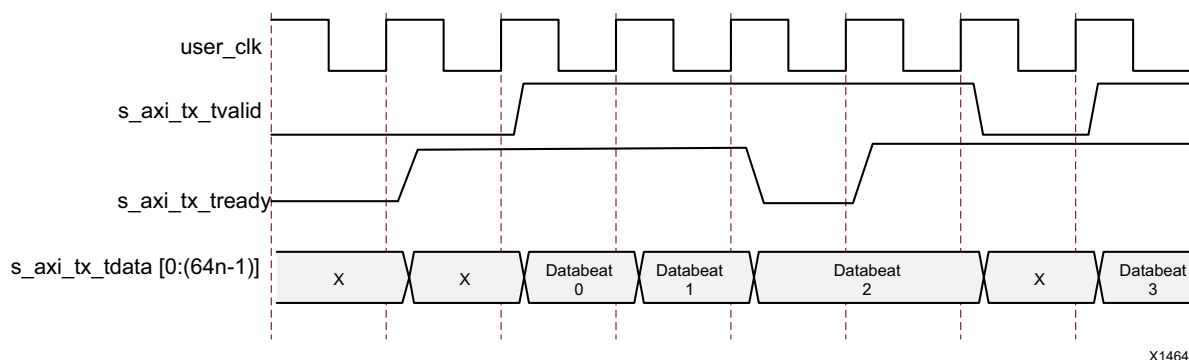 user_clk
s_axi_tx_tvalid
s_axi_tx_tready
s_axi_tx_tdata [0:(64n-1)]
X
X
Databeat
0
Databeat
1
Databeat
2
X
Databeat
3
X1464